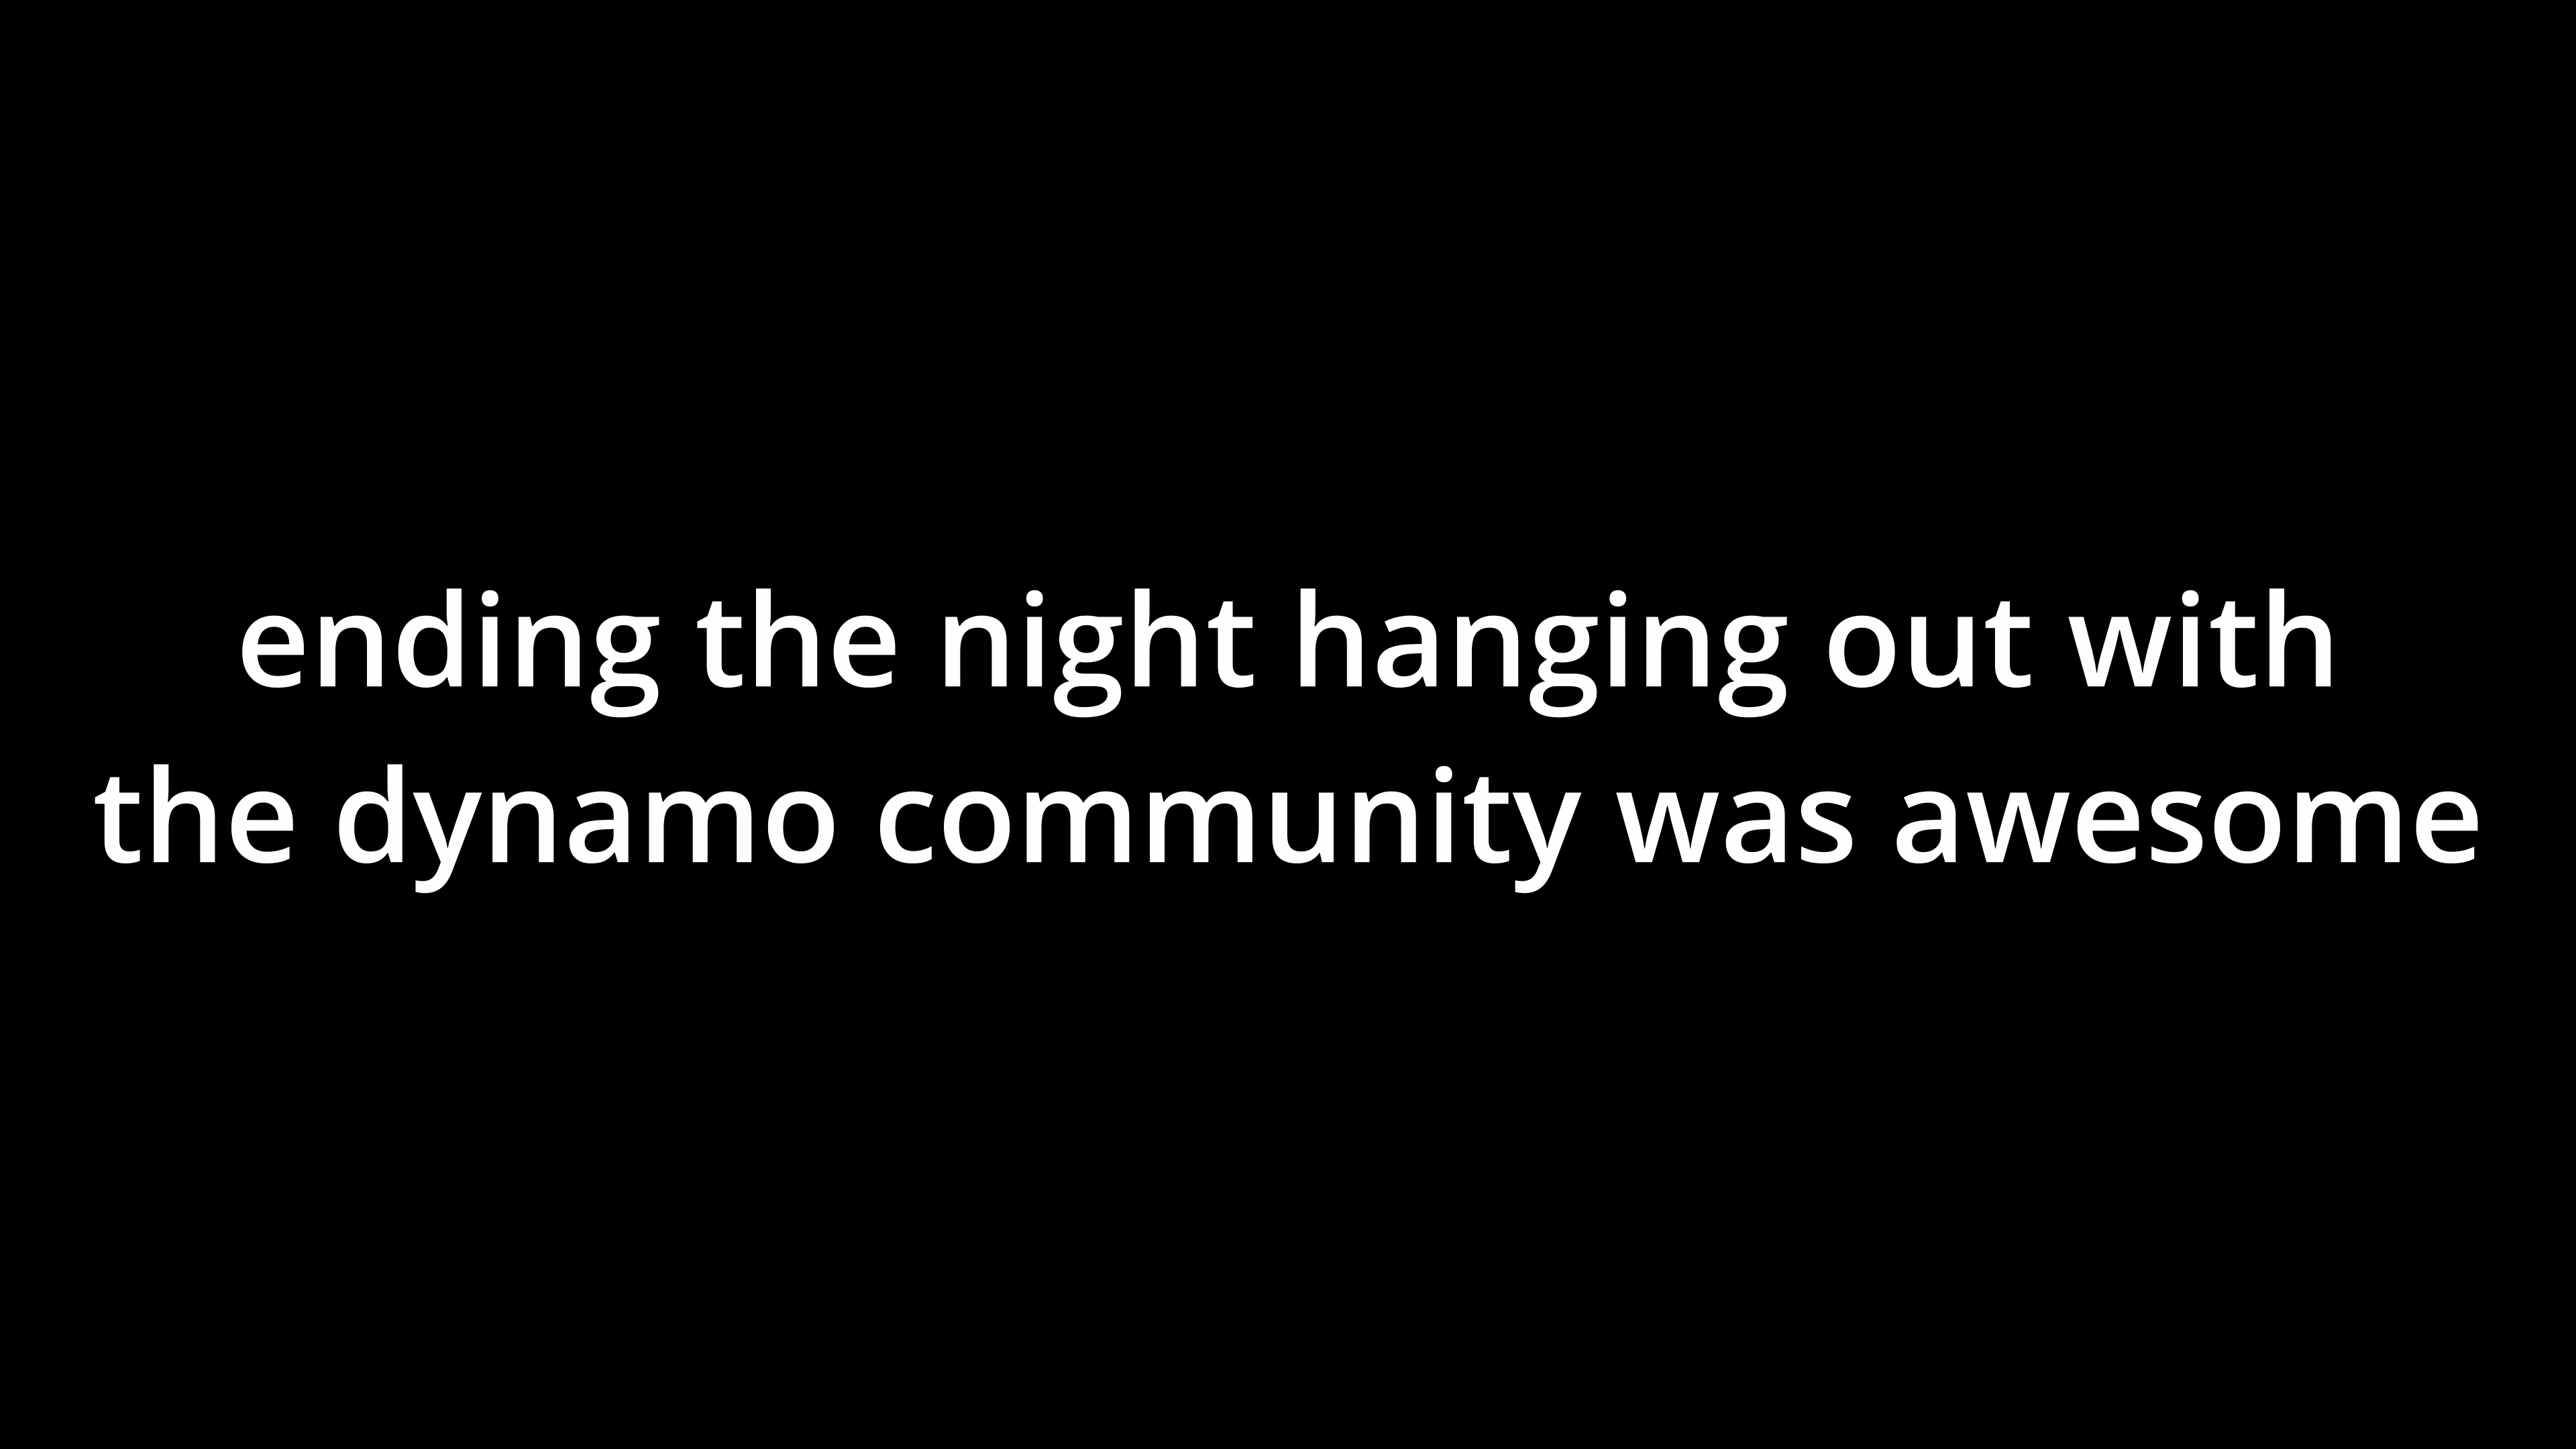 ending the night hanging out with
the dynamo community was awesome